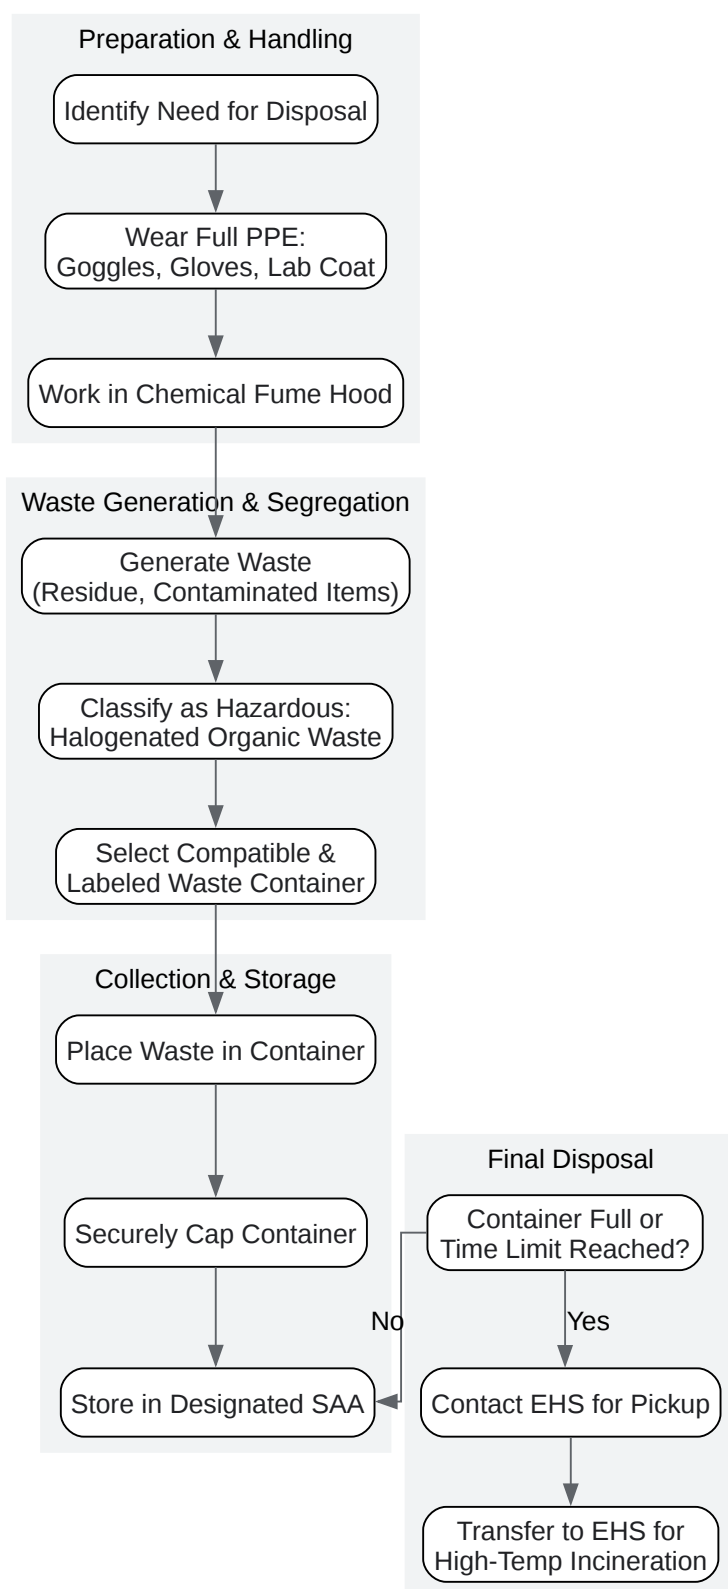 Preparation & Handling
Identify Need for Disposal
Wear Full PPE:
Goggles, Gloves, Lab Coat
Work in Chemical Fume Hood
Waste Generation & Segregation
Generate Waste
(Residue, Contaminated Items)
Classify as Hazardous:
Halogenated Organic Waste
Select Compatible &
Labeled Waste Container
Collection & Storage
Place Waste in Container
Securely Cap Container
Store in Designated SAA
Final Disposal
Container Full or
Time Limit Reached?
No
Yes
Contact EHS for Pickup
Transfer to EHS for
High-Temp Incineration